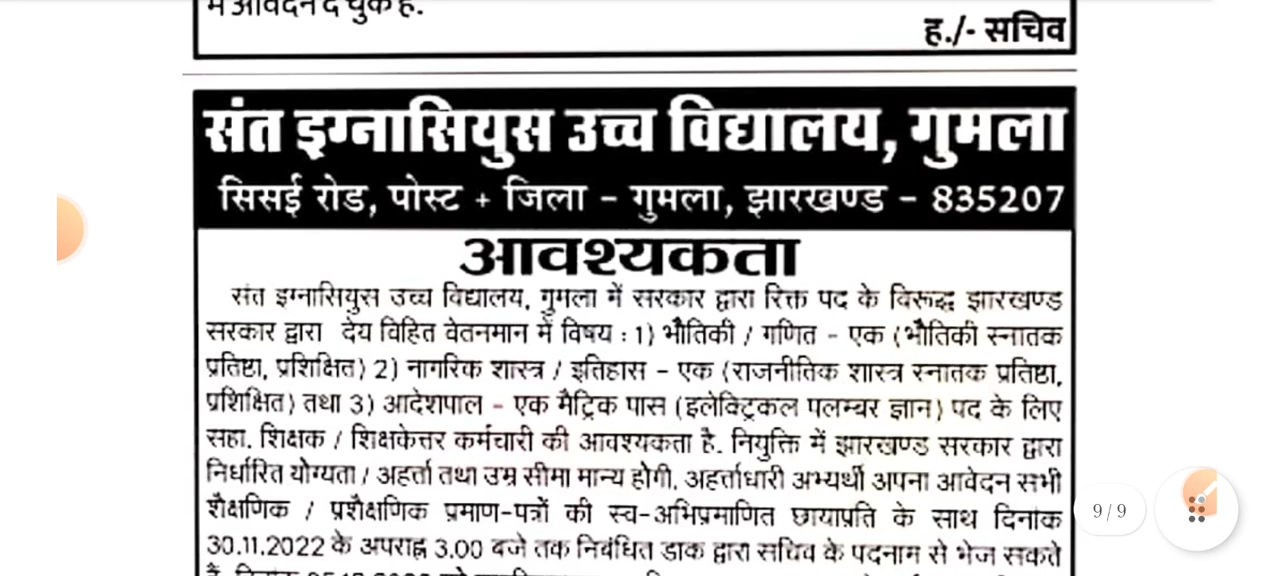 में आवेदन दे चुके हैं.
ह./- सचिव
संत इग्नासियुस उच्च विद्यालय, गुमला
सिसई रोड, पोस्ट + जिला - गुमला, झारखण्ड - 835207
आवश्यकता
संत इग्नासियुस उच्च विद्यालय, गुमला में सरकार द्वारा रिक्त पद के विरूद्ध झारखण्ड
सरकार द्वारा देय विहित वेतनमान में विषय : 1) भौतिकी / गणित - एक (भौतिकी स्नातक
प्रतिष्ठा, प्रशिक्षित) 2) नागरिक शास्त्र / इतिहास - एक (राजनीतिक शास्त्र स्नातक प्रतिष्ठा,
प्रशिक्षित) तथा 3) आदेशपाल - एक मैट्रिक पास (इलेक्ट्रिकल पलम्बर ज्ञान) पद के लिए
सहा. शिक्षक / शिक्षकेत्तर कर्मचारी की आवश्यकता है. नियुक्ति में झारखण्ड सरकार द्वारा
निर्धारित योग्यता / अहर्त्ता तथा उम्र सीमा मान्य होगी. अहर्त्ताधारी अभ्यर्थी अपना आवेदन सभी
शैक्षणिक / प्रशैक्षणिक प्रमाण-पत्रों की स्व-अभिप्रमाणित छायाप्रति के साथ दिनांक
30.11.2022 के अपराह्न 3.00 बजे तक निबंधित डाक द्वारा सचिव के पदनाम से भेज सकते
9/9